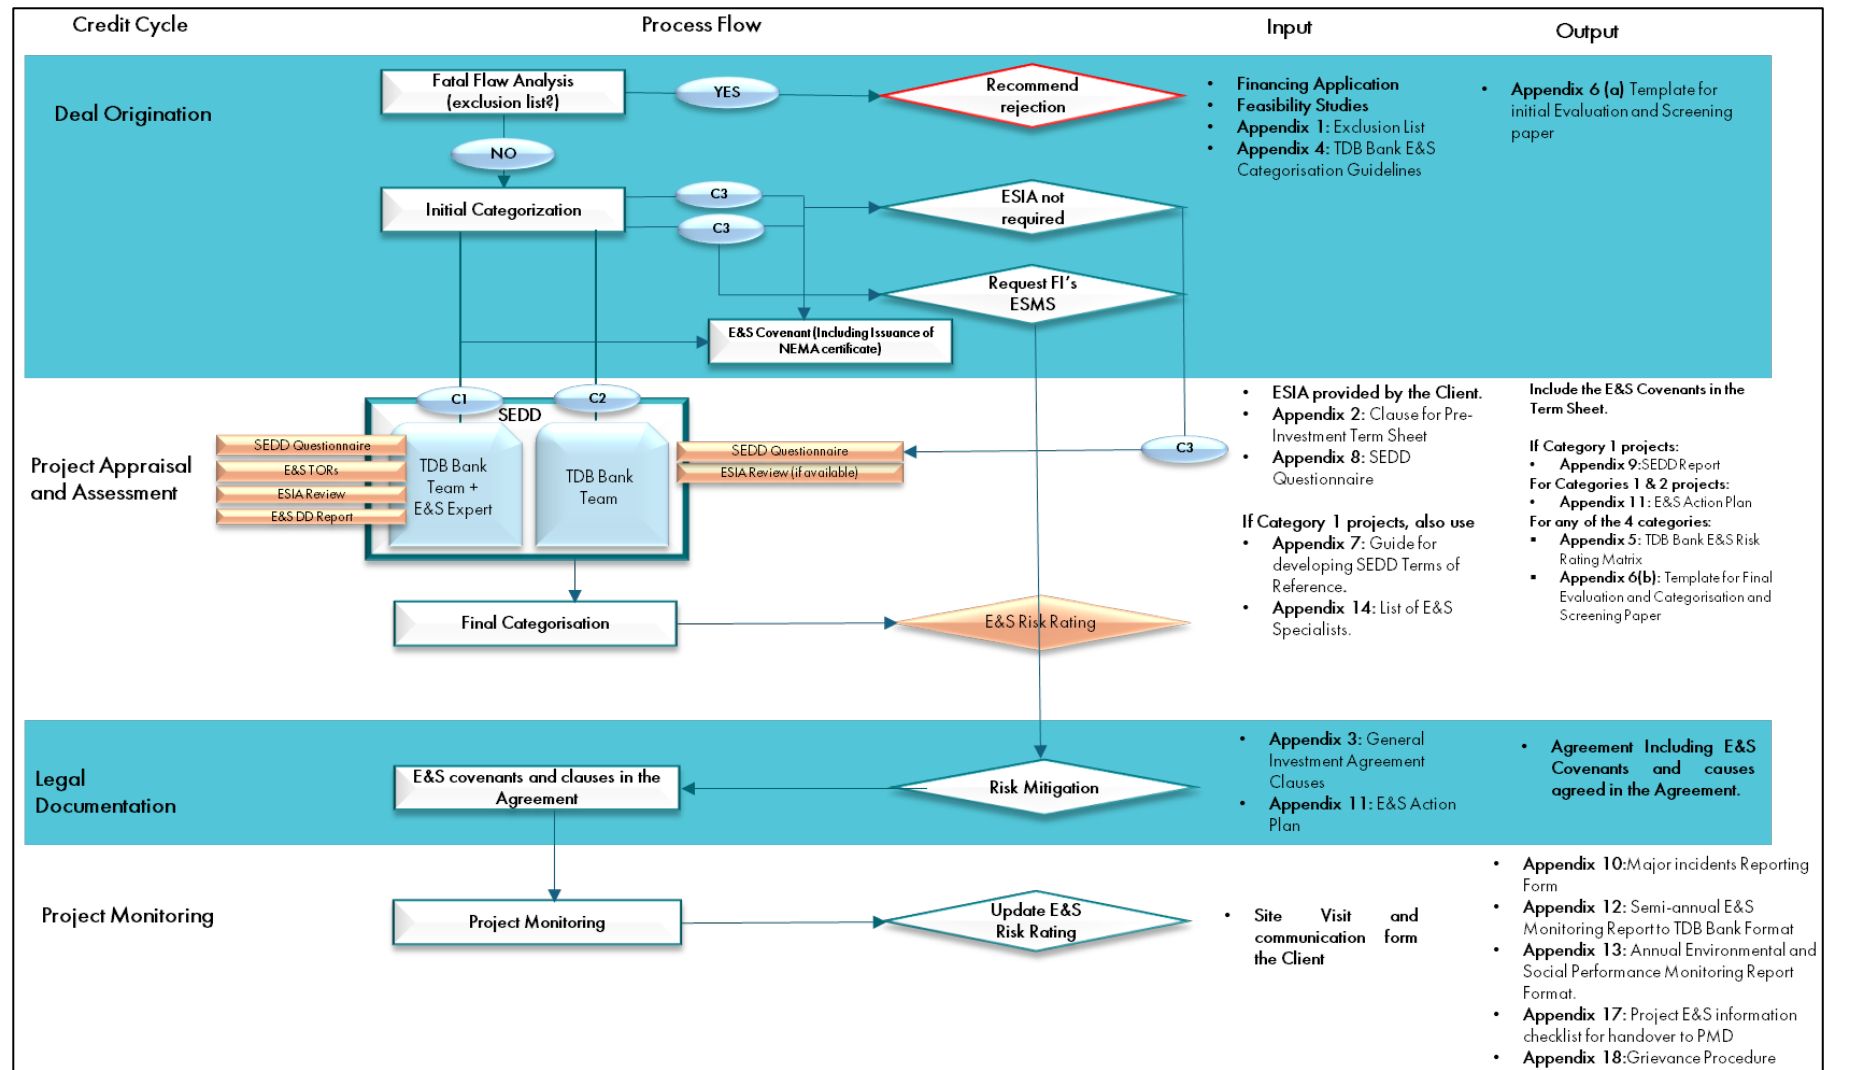 Credit Cycle
Process Flow
Input
Output
Deal Origination
Fatal Flaw Analysis
(exclusion list?)
YES
Recommend
rejection
NO
Initial Categorization
C3
C3
ESIA not
required
Request FI's
ESMS
E&S Covenant (Including Issuance of
NEMA certificate)
• Financing Application
• Feasibility Studies
• Appendix 1: Exclusion List
• Appendix 4: TDB Bank E&S
Categorisation Guidelines
• Appendix 6 (a) Template for
initial Evaluation and Screening
paper
Project Appraisal
and Assessment
C1
C2
SEDD
SEDD Questionnaire
E&S TORs
ESIA Review
E&S DD Report
TDB Bank
Team +
E&S Expert
TDB Bank
Team
SEDD Questionnaire
ESIA Review (if available)
C3
Final Categorisation
E&S Risk Rating
• ESIA provided by the Client.
• Appendix 2: Clause for Pre-
Investment Term Sheet
• Appendix 8: SEDD
Questionnaire
If Category 1 projects, also use
• Appendix 7: Guide for
developing SEDD Terms of
Reference.
• Appendix 14: List of E&S
Specialists.
Include the E&S Covenants in the
Term Sheet.
If Category 1 projects:
• Appendix 9:SEDD Report
For Categories 1 & 2 projects:
• Appendix 11: E&S Action Plan
For any of the 4 categories:
▪ Appendix 5: TDB Bank E&S Risk
Rating Matrix
▪ Appendix 6(b): Template for Final
Evaluation and Categorisation and
Screening Paper
Legal
Documentation
E&S covenants and clauses in the
Agreement
Risk Mitigation
• Appendix 3: General
Investment Agreement
Clauses
• Appendix 11: E&S Action
Plan
• Agreement Including E&S
Covenants and causes
agreed in the Agreement.
Project Monitoring
Project Monitoring
Update E&S
Risk Rating
• Site Visit and
communication form
the Client
• Appendix 10:Major incidents Reporting
Form
• Appendix 12: Semi-annual E&S
Monitoring Report to TDB Bank Format
• Appendix 13: Annual Environmental and
Social Performance Monitoring Report
Format.
• Appendix 17: Project E&S information
checklist for handover to PMD
• Appendix 18:Grievance Procedure